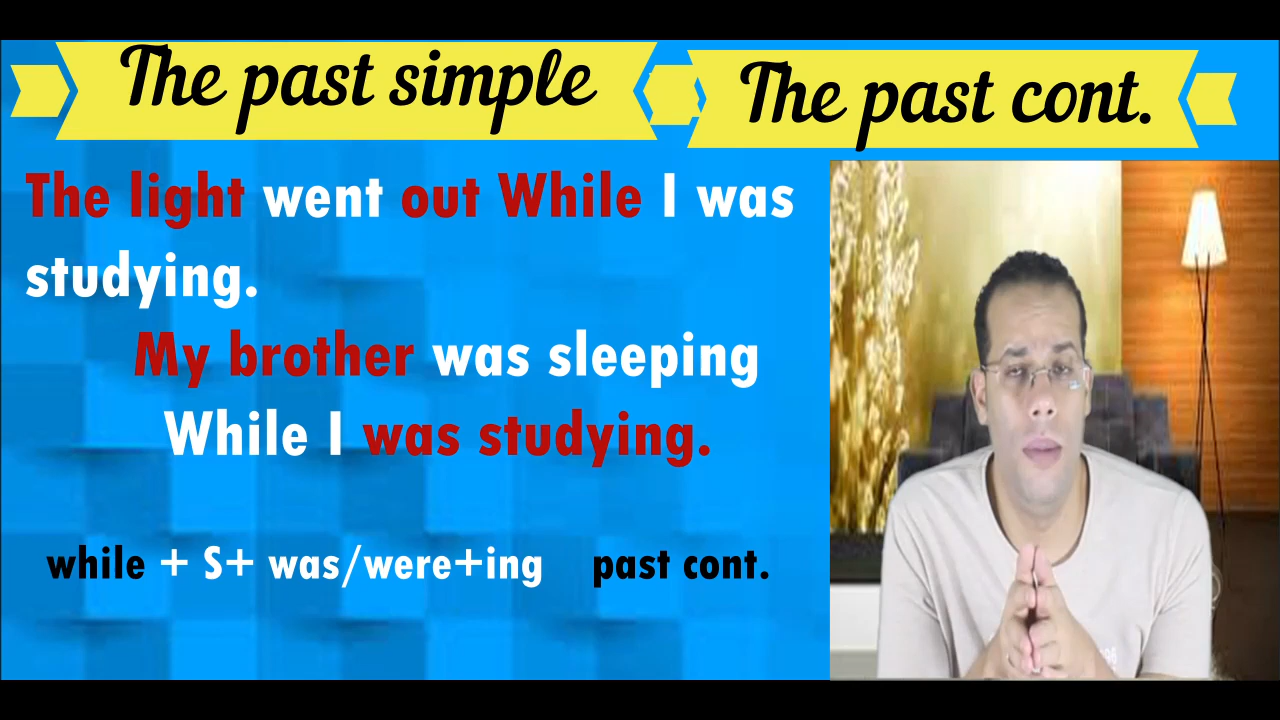 The past simple
The past cont.
The light went out While I was
studying.
My brother was sleeping
While I was studying.
while + S+ was/were+ing past cont.